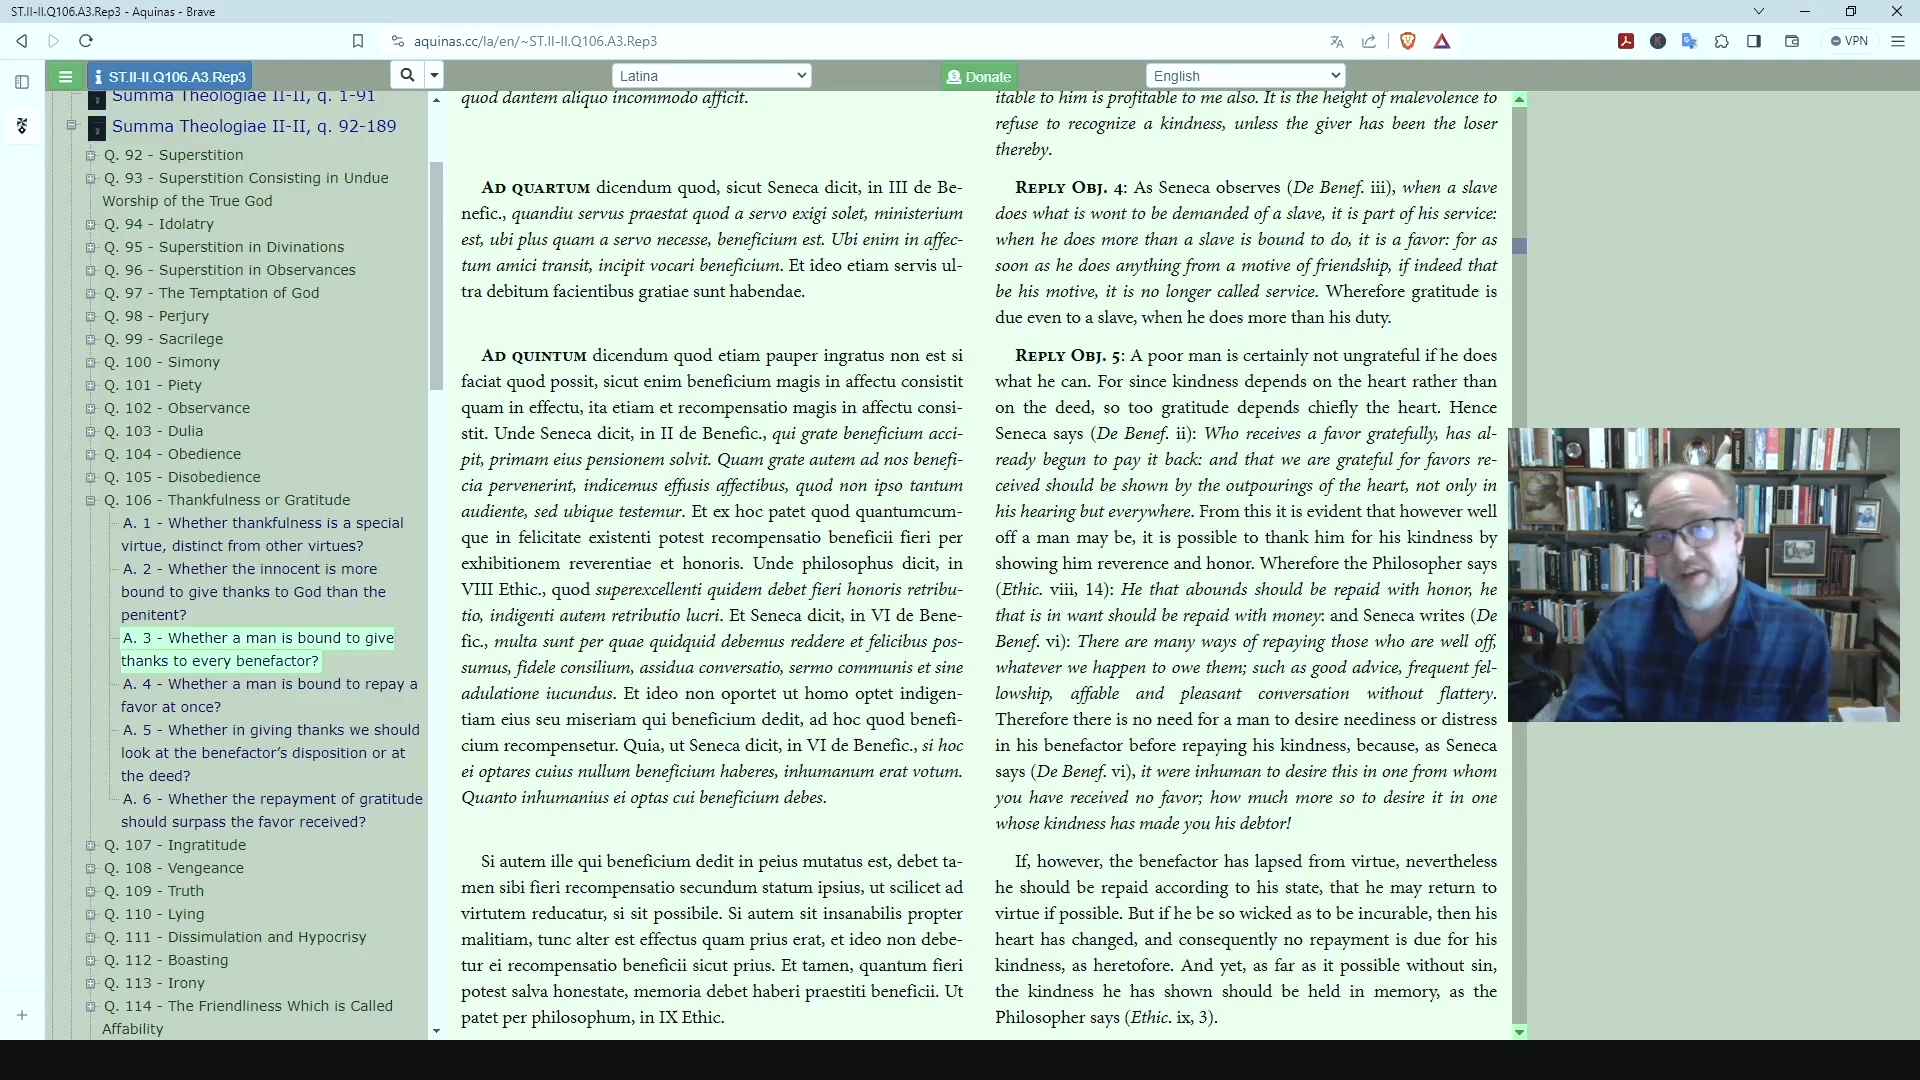 ST.II-II.Q106.A3.Rep3 - Aquinas - Brave
aquinas.cc/la/en/~ST.II-II.Q106.A3.Rep3
VPN
ST.II-II.Q106.A3.Rep3
Latina
Donate
English
Summa Theologiae II-II, q. 1-91
Summa Theologiae II-II, q. 92-189
Q. 92 - Superstition
Q. 93 - Superstition Consisting in Undue
Worship of the True God
Q. 94 - Idolatry
Q. 95 - Superstition in Divinations
Q. 96 - Superstition in Observances
Q. 97 - The Temptation of God
Q. 98 - Perjury
Q. 99 - Sacrilege
Q. 100 - Simony
Q. 101 - Piety
Q. 102 - Observance
Q. 103 - Dulia
Q. 104 - Obedience
Q. 105 - Disobedience
Q. 106 - Thankfulness or Gratitude
A. 1 - Whether thankfulness is a special
virtue, distinct from other virtues?
A. 2 - Whether the innocent is more
bound to give thanks to God than the
penitent?
A. 3 - Whether a man is bound to give
thanks to every benefactor?
A. 4 - Whether a man is bound to repay a
favor at once?
A. 5 - Whether in giving thanks we should
look at the benefactor's disposition or at
the deed?
A. 6 - Whether the repayment of gratitude
should surpass the favor received?
Q. 107 - Ingratitude
Q. 108 - Vengeance
Q. 109 - Truth
Q. 110 - Lying
Q. 111 - Dissimulation and Hypocrisy
Q. 112 - Boasting
Q. 113 - Irony
Q. 114 - The Friendliness Which is Called
Affability
quod dantem aliquo incommodo afficit.
AD QUARTUM dicendum quod, sicut Seneca dicit, in III de Be-
nefic., quandiu servus praestat quod a servo exigi solet, ministerium
est, ubi plus quam a servo necesse, beneficium est. Ubi enim in affec-
tum amici transit, incipit vocari beneficium. Et ideo etiam servis ul-
tra debitum facientibus gratiae sunt habendae.
AD QUINTUM dicendum quod etiam pauper ingratus non est si
faciat quod possit, sicut enim beneficium magis in affectu consistit
quam in effectu, ita etiam et recompensatio magis in affectu consi-
stit. Unde Seneca dicit, in II de Benefic., qui grate beneficium acci-
pit, primam eius pensionem solvit. Quam grate autem ad nos benefi-
cia pervenerint, indicemus effusis affectibus, quod non ipso tantum
audiente, sed ubique testemur. Et ex hoc patet quod quantumcum-
que in felicitate existenti potest recompensatio beneficii fieri per
exhibitionem reverentiae et honoris. Unde philosophus dicit, in
VIII Ethic., quod superexcellenti quidem debet fieri honoris retribu-
tio, indigenti autem retributio lucri. Et Seneca dicit, in VI de Bene-
fic., multa sunt per quae quidquid debemus reddere et felicibus pos-
sumus, fidele consilium, assidua conversatio, sermo communis et sine
adulatione iucundus. Et ideo non oportet ut homo optet indigen-
tiam eius seu miseriam qui beneficium dedit, ad hoc quod benefi-
cium recompensetur. Quia, ut Seneca dicit, in VI de Benefic., si hoc
ei optares cuius nullum beneficium haberes, inhumanum erat votum.
Quanto inhumanius ei optas cui beneficium debes.
Si autem ille qui beneficium dedit in peius mutatus est, debet ta-
men sibi fieri recompensatio secundum statum ipsius, ut scilicet ad
virtutem reducatur, si sit possibile. Si autem sit insanabilis propter
malitiam, tunc alter est effectus quam prius erat, et ideo non debe-
tur ei recompensatio beneficii sicut prius. Et tamen, quantum fieri
potest salva honestate, memoria debet haberi praestiti beneficii. Ut
patet per philosophum, in IX Ethic.
itable to him is profitable to me also. It is the height of malevolence to
refuse to recognize a kindness, unless the giver has been the loser
thereby.
REPLY OBJ. 4: As Seneca observes (De Benef. iii), when a slave
does what is wont to be demanded of a slave, it is part of his service:
when he does more than a slave is bound to do, it is a favor: for as
soon as he does anything from a motive of friendship, if indeed that
be his motive, it is no longer called service. Wherefore gratitude is
due even to a slave, when he does more than his duty.
REPLY OBJ. 5: A poor man is certainly not ungrateful if he does
what he can. For since kindness depends on the heart rather than
on the deed, so too gratitude depends chiefly the heart. Hence
Seneca says (De Benef. ii): Who receives a favor gratefully, has al-
ready begun to pay it back: and that we are grateful for favors re-
ceived should be shown by the outpourings of the heart, not only in
his hearing but everywhere. From this it is evident that however well
off a man may be, it is possible to thank him for his kindness by
showing him reverence and honor. Wherefore the Philosopher says
(Ethic. viii, 14): He that abounds should be repaid with honor, he
that is in want should be repaid with money: and Seneca writes (De
Benef. vi): There are many ways of repaying those who are well off,
whatever we happen to owe them; such as good advice, frequent fel-
lowship, affable and pleasant conversation without flattery.
Therefore there is no need for a man to desire neediness or distress
in his benefactor before repaying his kindness, because, as Seneca
says (De Benef. vi), it were inhuman to desire this in one from whom
you have received no favor; how much more so to desire it in one
whose kindness has made you his debtor!
If, however, the benefactor has lapsed from virtue, nevertheless
he should be repaid according to his state, that he may return to
virtue if possible. But if he be so wicked as to be incurable, then his
heart has changed, and consequently no repayment is due for his
kindness, as heretofore. And yet, as far as it possible without sin,
the kindness he has shown should be held in memory, as the
Philosopher says (Ethic. ix, 3).